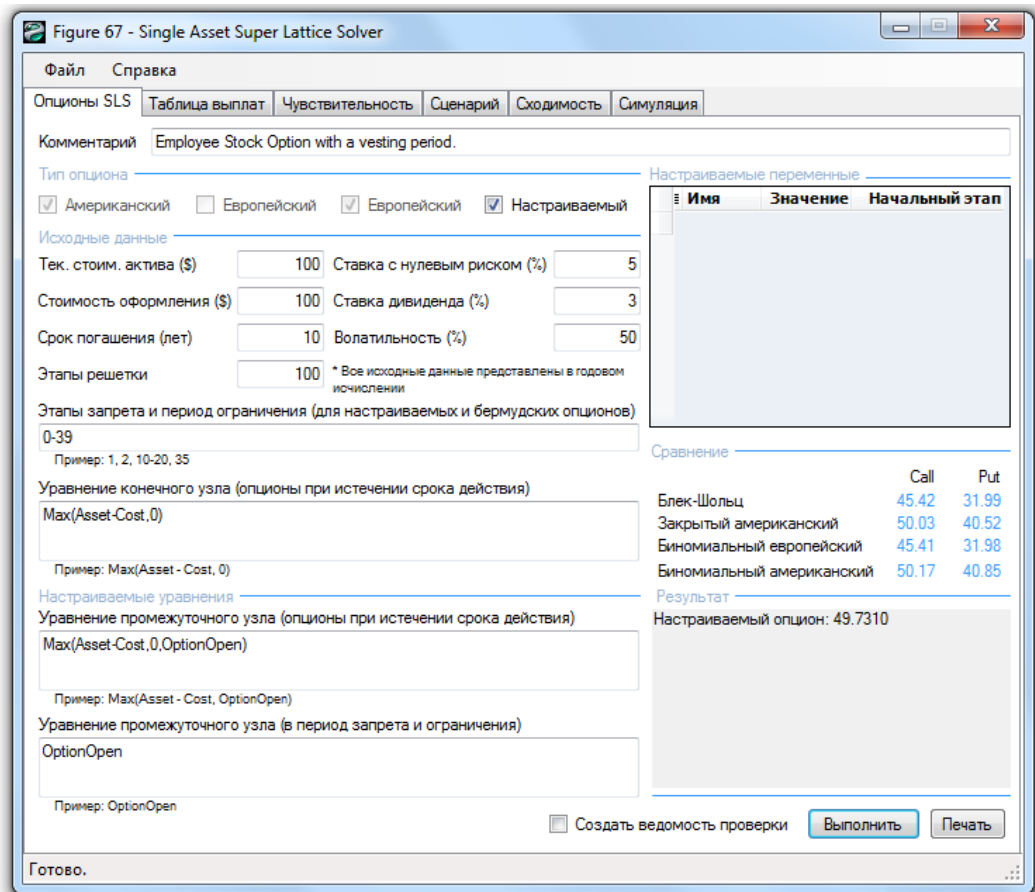 Figure 67 - Single Asset Super Lattice Solver
Файл Справка
Опционы SLS Таблица выплат Чувствительность Сценарий Сходимость Симуляция
Комментарий Employee Stock Option with a vesting period.
Тип опциона
Американский Европейский Европейский Настраиваемый
Исходные данные
Тек. стоим. актива ($) 100 Ставка с нулевым риском (%) 5
Стоимость оформления ($) 100 Ставка дивиденда (%) 3
Срок погашения (лет) 10 Волатильность (%) 50
Этапы решетки 100 * Все исходные данные представлены в годовом
исчислении
Этапы запрета и период ограничения (для настраиваемых и бермудских опционов)
0-39
Пример: 1, 2, 10-20, 35
Уравнение конечного узла (опционы при истечении срока действия)
Max(Asset-Cost,0)
Пример: Max(Asset - Cost, 0)
Настраиваемые уравнения
Уравнение промежуточного узла (опционы при истечении срока действия)
Max(Asset-Cost,0,OptionOpen)
Пример: Max(Asset - Cost, OptionOpen)
Уравнение промежуточного узла (в период запрета и ограничения)
OptionOpen
Пример: OptionOpen
Настраиваемые переменные
Имя Значение Начальный этап
Сравнение
Call Put
Блек-Шольц 45.42 31.99
Закрытый американский 50.03 40.52
Биномиальный европейский 45.41 31.98
Биномиальный американский 50.17 40.85
Результат
Настраиваемый опцион: 49.7310
Создать ведомость проверки Выполнить Печать
Готово.